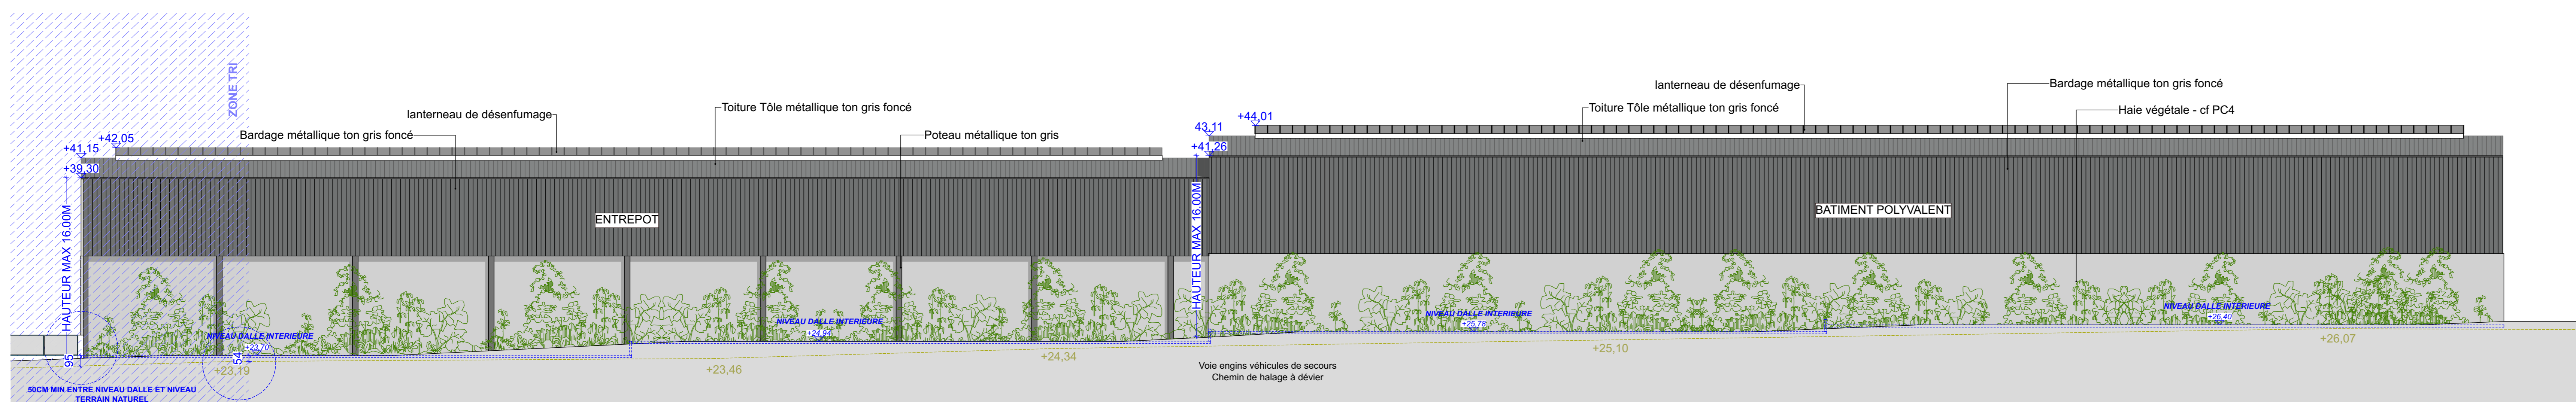 ZONE TRI
lanterneau de désenfumage
Toiture Tôle métallique ton gris foncé
Bardage métallique ton gris foncé
Poteau métallique ton gris
+42,05
+41,15
+39,30
HAUTEUR MAX 16.00M
ENTREPOT
NIVEAU DALLE INTERIEURE
+23,70
95
54
+23,19
50CM MIN ENTRE NIVEAU DALLE ET NIVEAU
TERRAIN NATUREL
+23,46
NIVEAU DALLE INTERIEURE
+24,94
+24,34
lanterneau de désenfumage
Toiture Tôle métallique ton gris foncé
Bardage métallique ton gris foncé
Haie végétale - cf PC4
+44,01
43,11
+41,26
HAUTEUR MAX 16.00M
BATIMENT POLYVALENT
NIVEAU DALLE INTERIEURE
+25,78
NIVEAU DALLE INTERIEURE
+26,40
+25,10
+26,07
Voie engins véhicules de secours
Chemin de halage à dévier